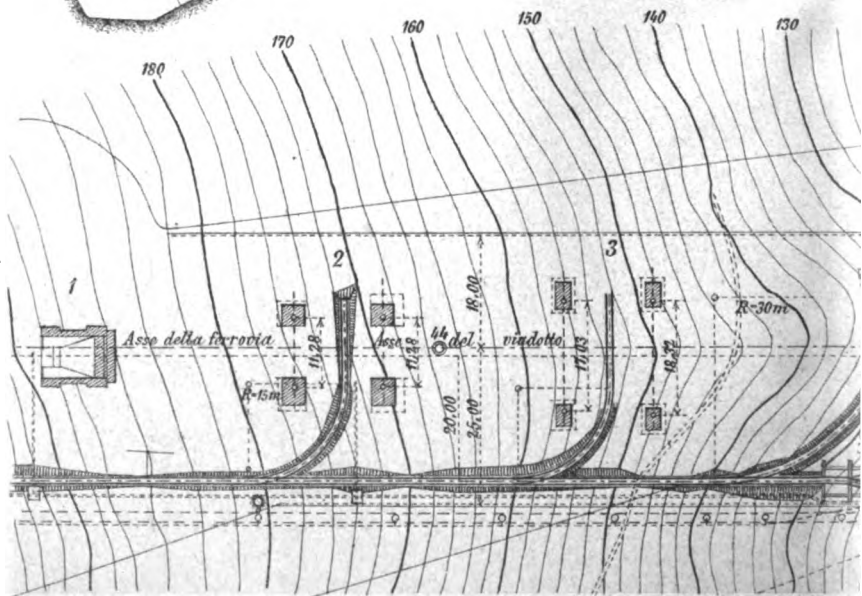 180
170
160
150
140
130
1
2
3
18.00
Asse della ferrovia
Asse
44
del
viadotto
R=15m
R=30m
11,28
11,28
17,03
18,32
20,00
25,00